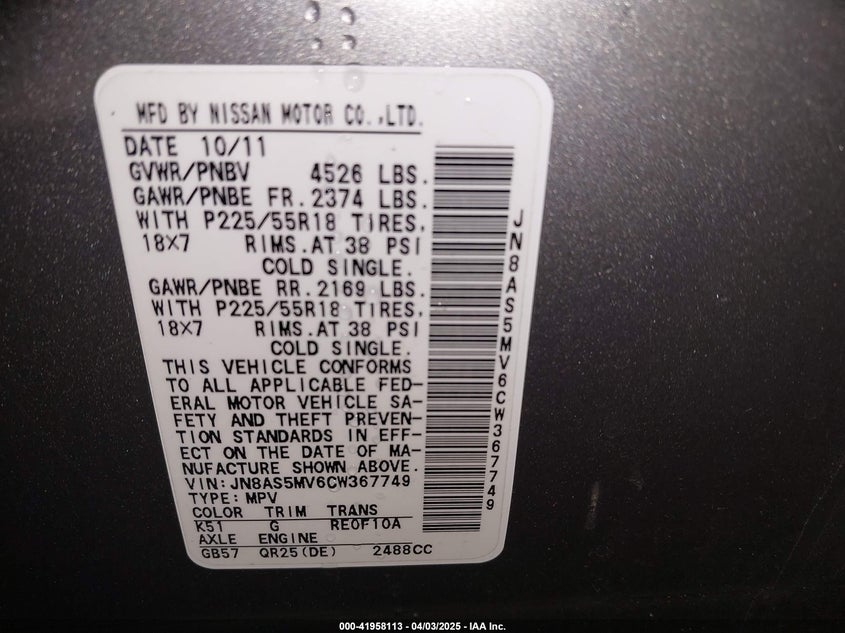 MFD BY NISSAN MOTOR CO.,LTD.
DATE 10/11
GVWR/PNBV 4526 LBS.
GAWR/PNBE FR.2374 LBS.
WITH P225/55R18 TIRES,
18X7 RIMS.AT 38 PSI
COLD SINGLE.
GAWR/PNBE RR.2169 LBS.
WITH P225/55R18 TIRES,
18X7 RIMS.AT 38 PSI
COLD SINGLE.
THIS VEHICLE CONFORMS
TO ALL APPLICABLE FED-
ERAL MOTOR VEHICLE SA-
FETY AND THEFT PREVEN-
TION STANDARDS IN EFF-
ECT ON THE DATE OF MA-
NUFACTURE SHOWN ABOVE.
VIN:JN8AS5MV6CW367749
TYPE:MPV
COLOR TRIM TRANS
K51 G RE0F10A
AXLE ENGINE
GB57 QR25(DE) 2488CC
JN8AS5MV6CW367749
000-41958113 - 04/03/2025 - IAA Inc.